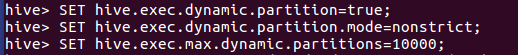 hive> SET hive.exec.dynamic.partition=true;
hive> SET hive.exec.dynamic.partition.mode=nonstrict;
hive> SET hive.exec.max.dynamic.partitions=10000;